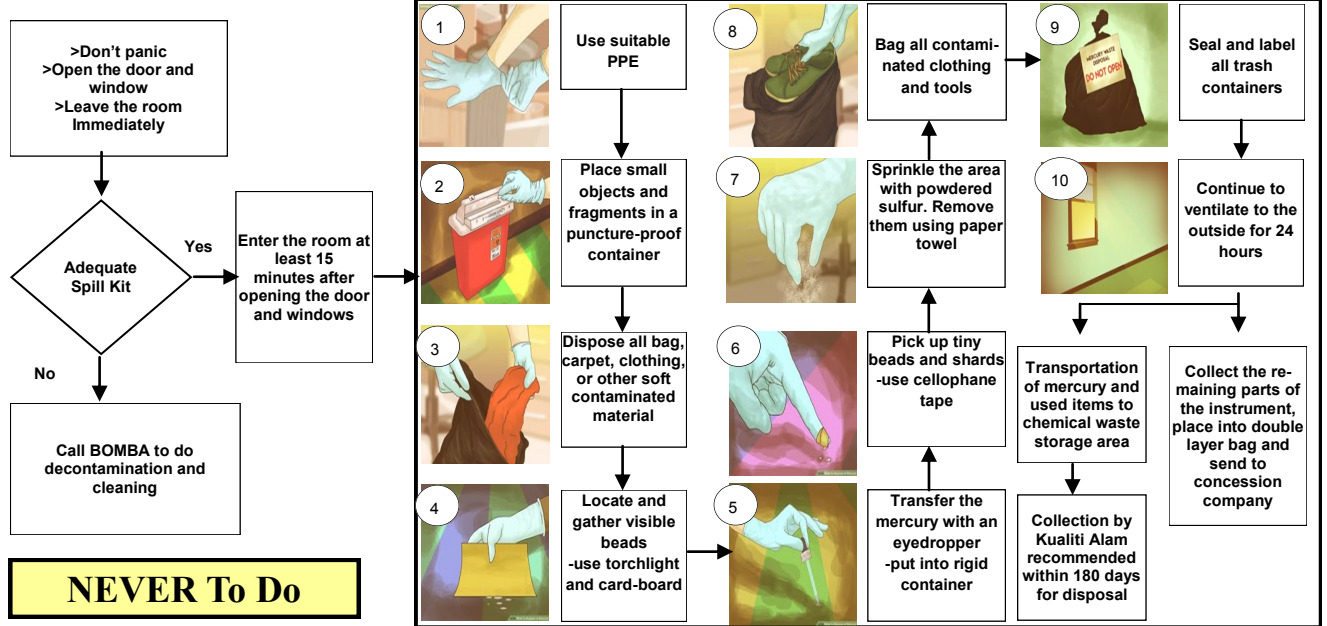 >Don't panic
>Open the door and
window
>Leave the room
Immediately
Adequate
Spill Kit
Yes
No
Enter the room at
least 15
minutes after
opening the door
and windows
Call BOMBA to do
decontamination and
cleaning
NEVER To Do
1
Use suitable
PPE
2
Place small
objects and
fragments in a
puncture-proof
container
3
Dispose all bag,
carpet, clothing,
or other soft
contaminated
material
4
Locate and
gather visible
beads
-use torchlight
and card-board
5
Transfer the
mercury with an
eyedropper
-put into rigid
container
6
Pick up tiny
beads and shards
-use cellophane
tape
7
Sprinkle the area
with powdered
sulfur. Remove
them using paper
towel
8
Bag all contami-
nated clothing
and tools
9
MERCURY WASTE
DISPOSAL
DO NOT OPEN
Seal and label
all trash
containers
10
Continue to
ventilate to the
outside for 24
hours
Transportation
of mercury and
used items to
chemical waste
storage area
Collection by
Kualiti Alam
recommended
within 180 days
for disposal
Collect the re-
maining parts of
the instrument,
place into double
layer bag and
send to
concession
company